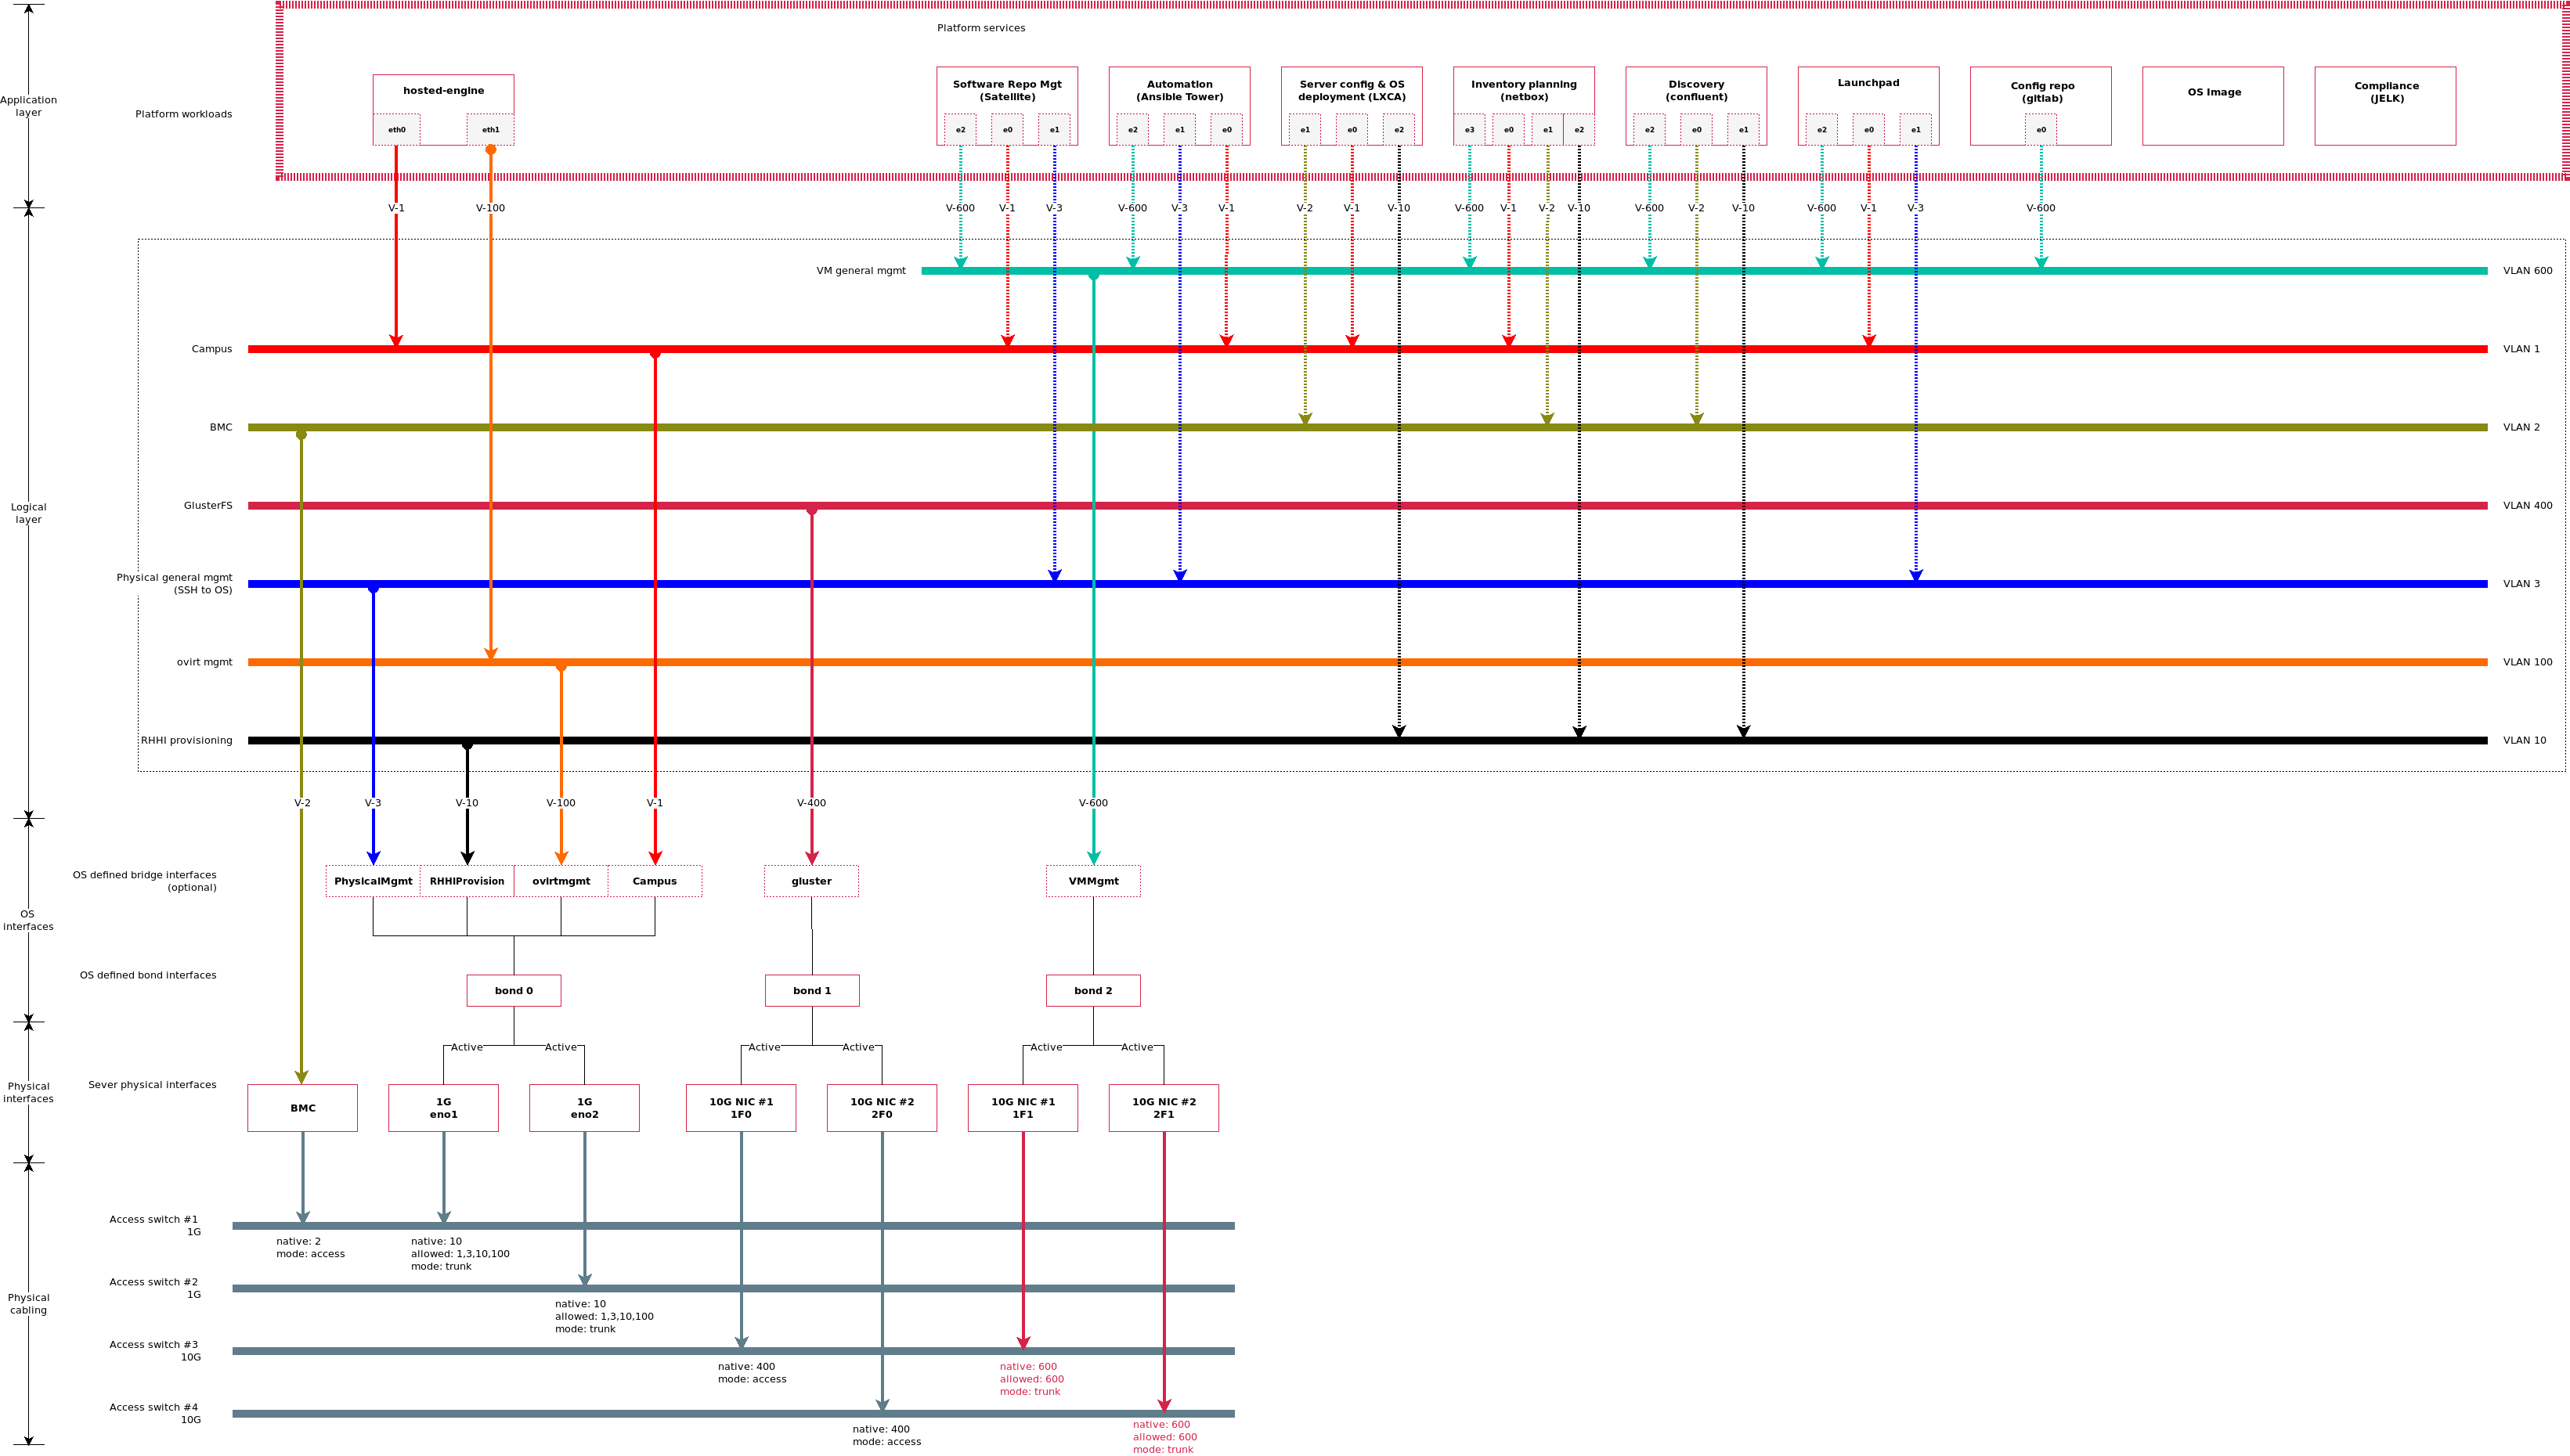 Platform services
Application
layer
Platform workloads
hosted-engine
eth0
eth1
Software Repo Mgt
(Satellite)
e2
e0
e1
Automation
(Ansible Tower)
e2
e1
e0
Server config & OS
deployment (LXCA)
e1
e0
e2
Inventory planning
(netbox)
e3
e0
e1
e2
Discovery
(confluent)
e2
e0
e1
Launchpad
e2
e0
e1
Config repo
(gitlab)
e0
OS Image
Compliance
(JELK)
V-1
V-100
V-600
V-1
V-3
V-600
V-3
V-1
V-2
V-1
V-10
V-600
V-1
V-2
V-10
V-600
V-2
V-10
V-600
V-1
V-3
V-600
Logical
layer
VM general mgmt
VLAN 600
Campus
VLAN 1
BMC
VLAN 2
GlusterFS
VLAN 400
Physical general mgmt
(SSH to OS)
VLAN 3
ovirt mgmt
VLAN 100
RHHI provisioning
VLAN 10
V-2
V-3
V-10
V-100
V-1
V-400
V-600
OS
interfaces
OS defined bridge interfaces
(optional)
PhysicalMgmt
RHHIProvision
ovirtmgmt
Campus
gluster
VMMgmt
OS defined bond interfaces
bond 0
bond 1
bond 2
Active
Active
Active
Active
Active
Active
Physical
interfaces
Sever physical interfaces
BMC
1G
eno1
1G
eno2
10G NIC #1
1F0
10G NIC #2
2F0
10G NIC #1
1F1
10G NIC #2
2F1
Physical
cabling
Access switch #1
1G
native: 2
mode: access
native: 10
allowed: 1,3,10,100
mode: trunk
Access switch #2
1G
native: 10
allowed: 1,3,10,100
mode: trunk
Access switch #3
10G
native: 400
mode: access
native: 600
allowed: 600
mode: trunk
Access switch #4
10G
native: 400
mode: access
native: 600
allowed: 600
mode: trunk